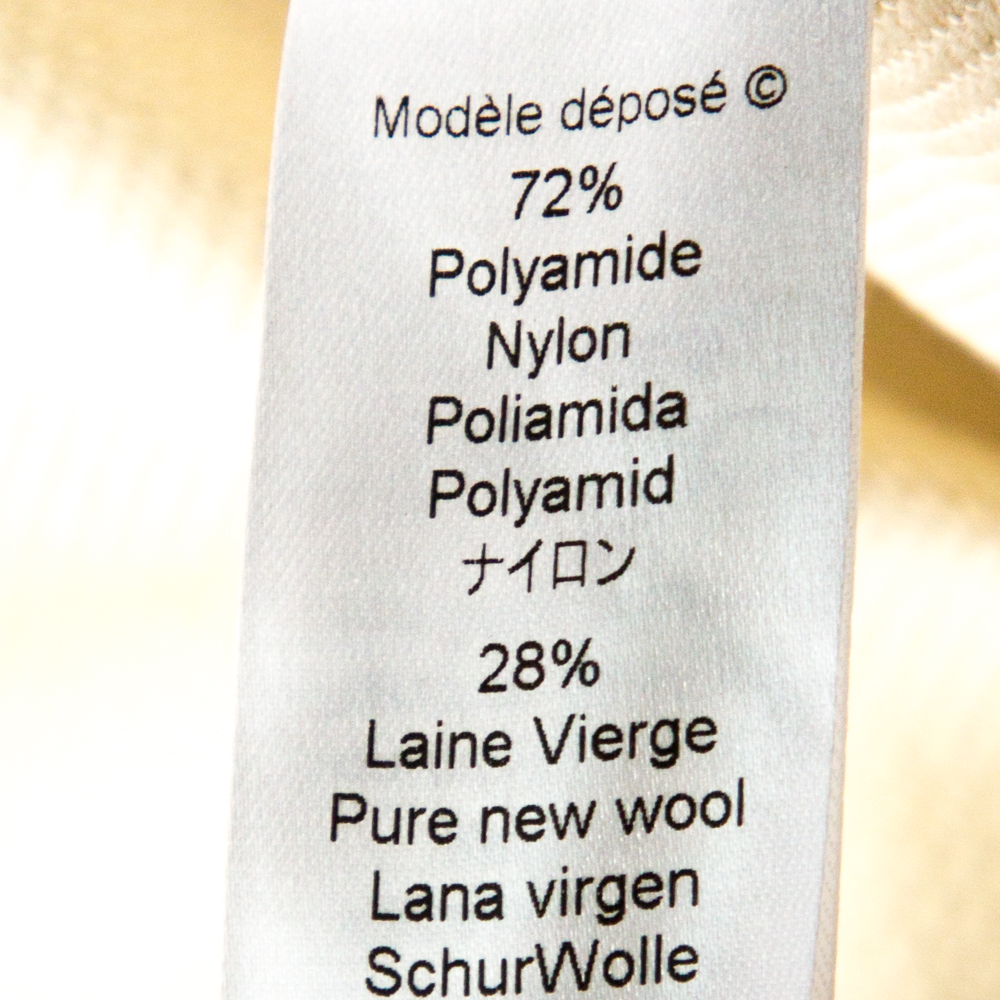 Modèle déposé ©
72%
Polyamide
Nylon
Poliamida
Polyamid
ナイロン
28%
Laine Vierge
Pure new wool
Lana virgen
SchurWolle